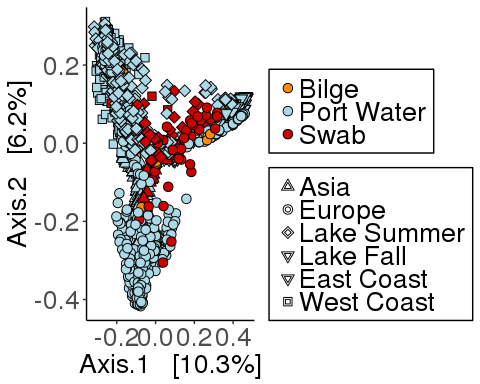 Axis.2 [6.2%]
0.2
0.0
-0.2
-0.4
-0.2 0.0 0.2 0.4
Axis.1 [10.3%]
Bilge
Port Water
Swab
Asia
Europe
Lake Summer
Lake Fall
East Coast
West Coast